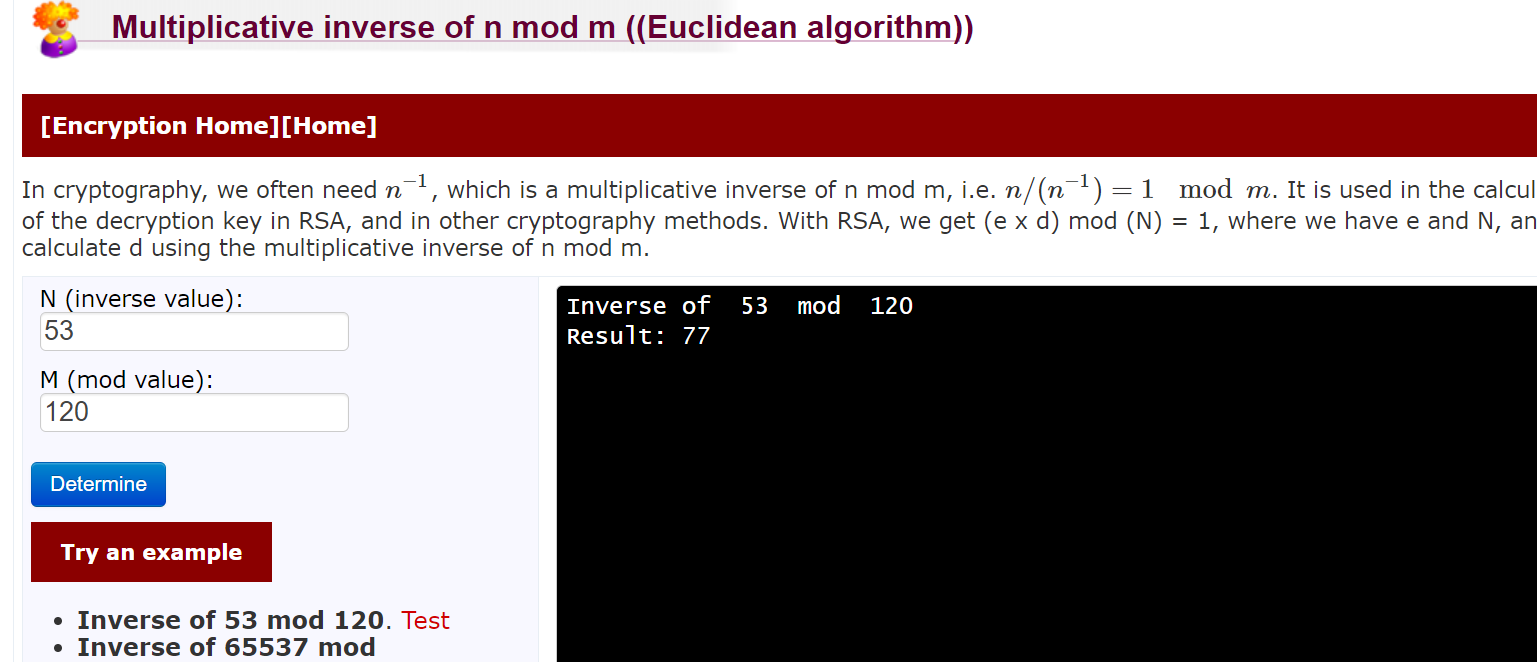 Multiplicative inverse of n mod m ((Euclidean algorithm))
[Encryption Home][Home]
In cryptography, we often need n⁻¹, which is a multiplicative inverse of n mod m, i.e. n/(n⁻¹) = 1 mod m. It is used in the calcul
of the decryption key in RSA, and in other cryptography methods. With RSA, we get (e x d) mod (N) = 1, where we have e and N, an
calculate d using the multiplicative inverse of n mod m.
N (inverse value):
53
M (mod value):
120
Determine
Try an example
• Inverse of 53 mod 120. Test
• Inverse of 65537 mod
Inverse of 53 mod 120
Result: 77